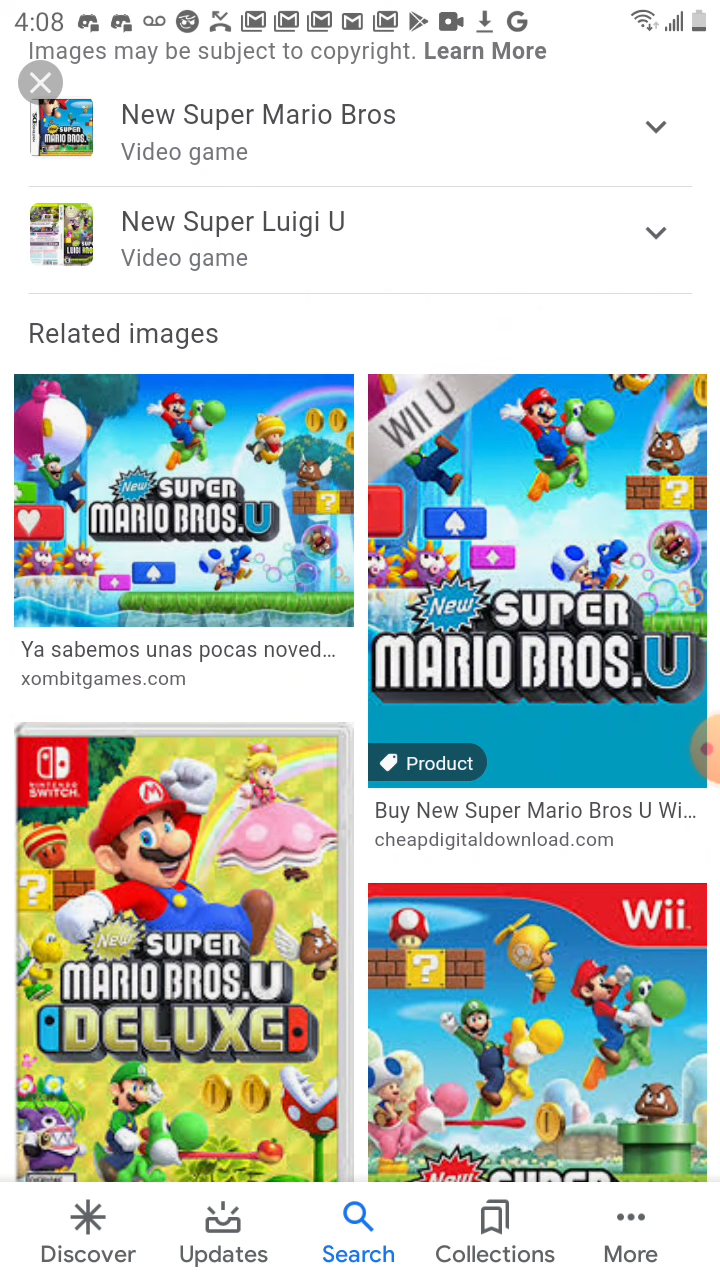 4:08
Images may be subject to copyright. Learn More
New Super Mario Bros
Video game
New Super Luigi U
Video game
Related images
New SUPER
MARIO BROS.U
Ya sabemos unas pocas noved...
xombitgames.com
WII U
New SUPER
MARIO BROS.U
Product
Buy New Super Mario Bros U Wi...
cheapdigitaldownload.com
NINTENDO
SWITCH
New SUPER
MARIO BROS.U
DELUXE
Wii
New SUPER
Discover
Updates
Search
Collections
More